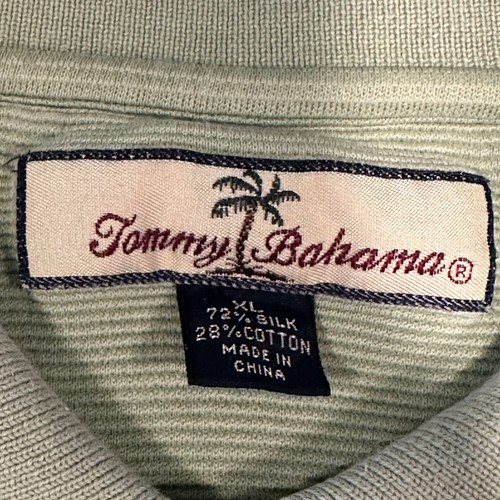 Tommy Bahama®
XL
72% SILK
28% COTTON
MADE IN
CHINA